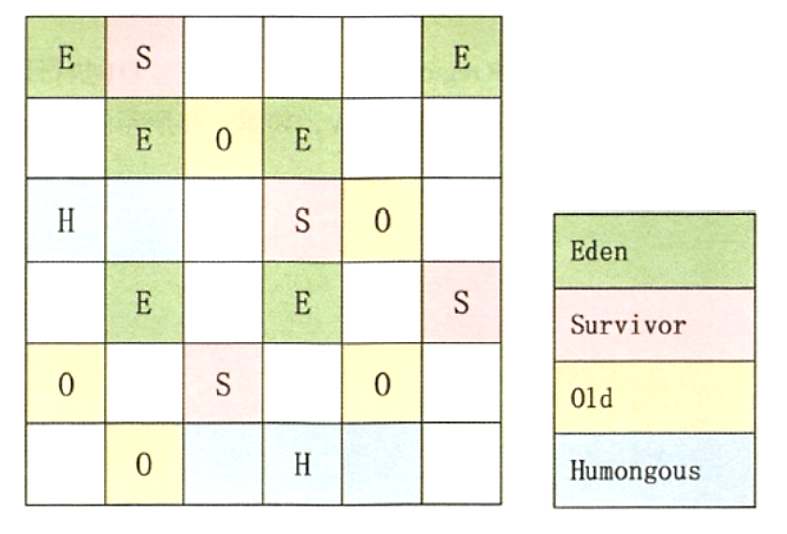 E S E
E O E
H S O
E E S
O S O
O H
Eden
Survivor
Old
Humongous